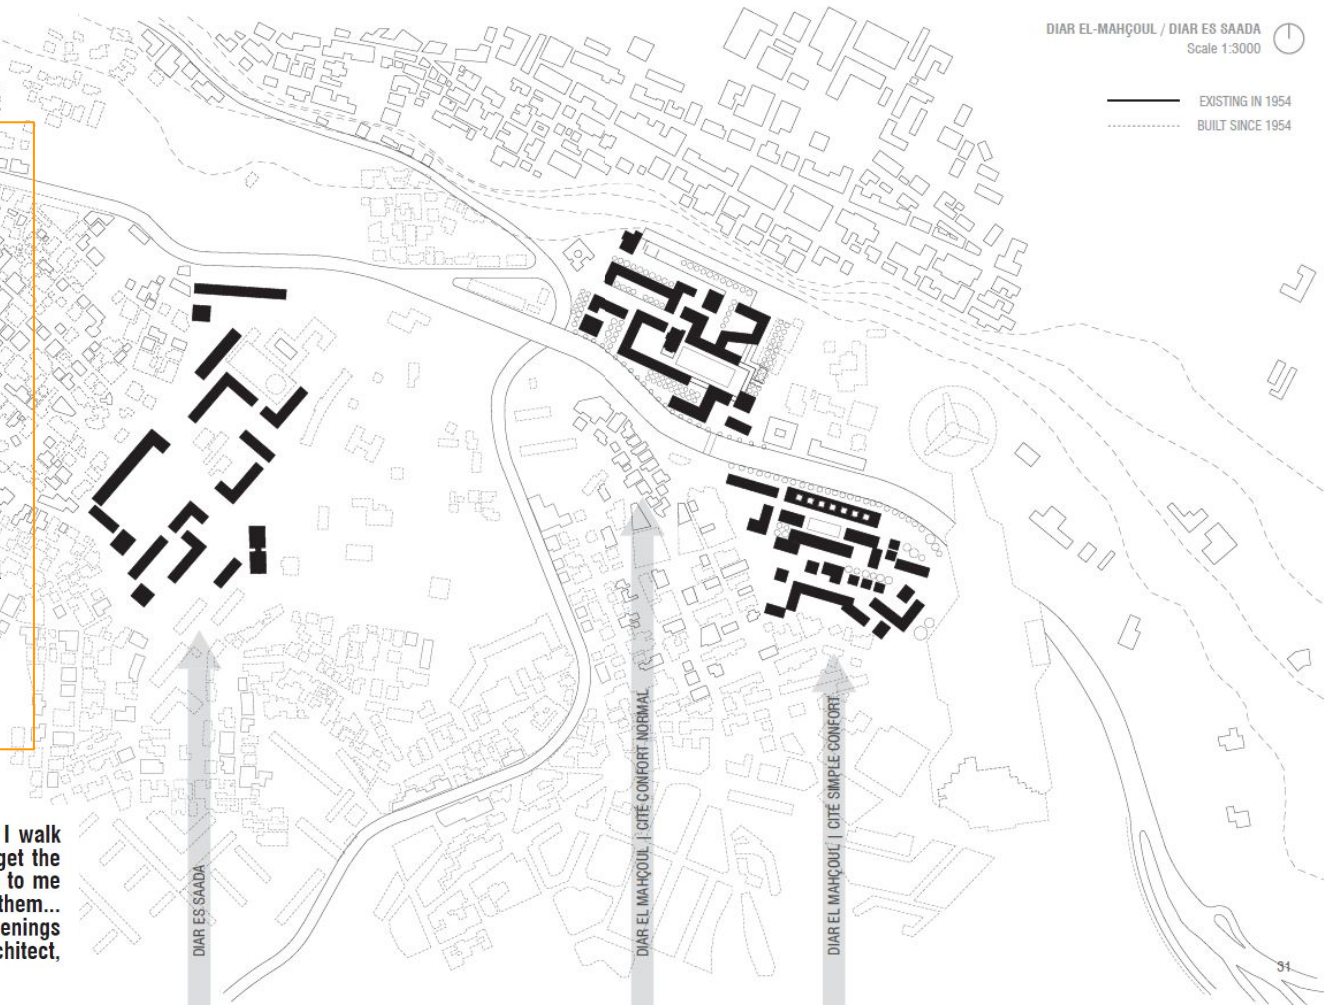 DIAR EL-MAHÇOUL / DIAR ES SAADA
Scale 1:3000
EXISTING IN 1954
BUILT SINCE 1954
I walk
get the
to me
them...
enings
chitect,
DIAR ES SAADA
DIAR EL MAHÇOUL | CITÉ CONFORT NORMAL
DIAR EL MAHÇOUL | CITÉ SIMPLE CONFORT
31